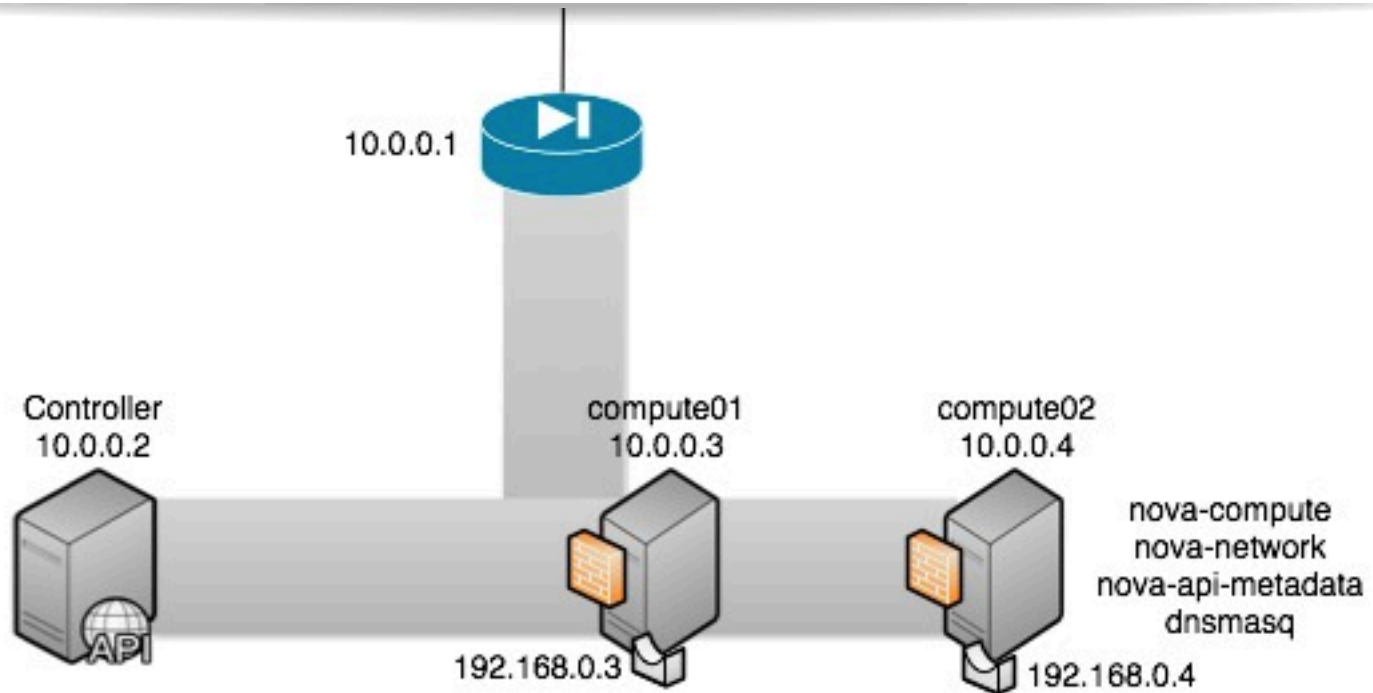 10.0.0.1
Controller
10.0.0.2
compute01
10.0.0.3
compute02
10.0.0.4
nova-compute
nova-network
nova-api-metadata
dnsmasq
API
192.168.0.3
192.168.0.4